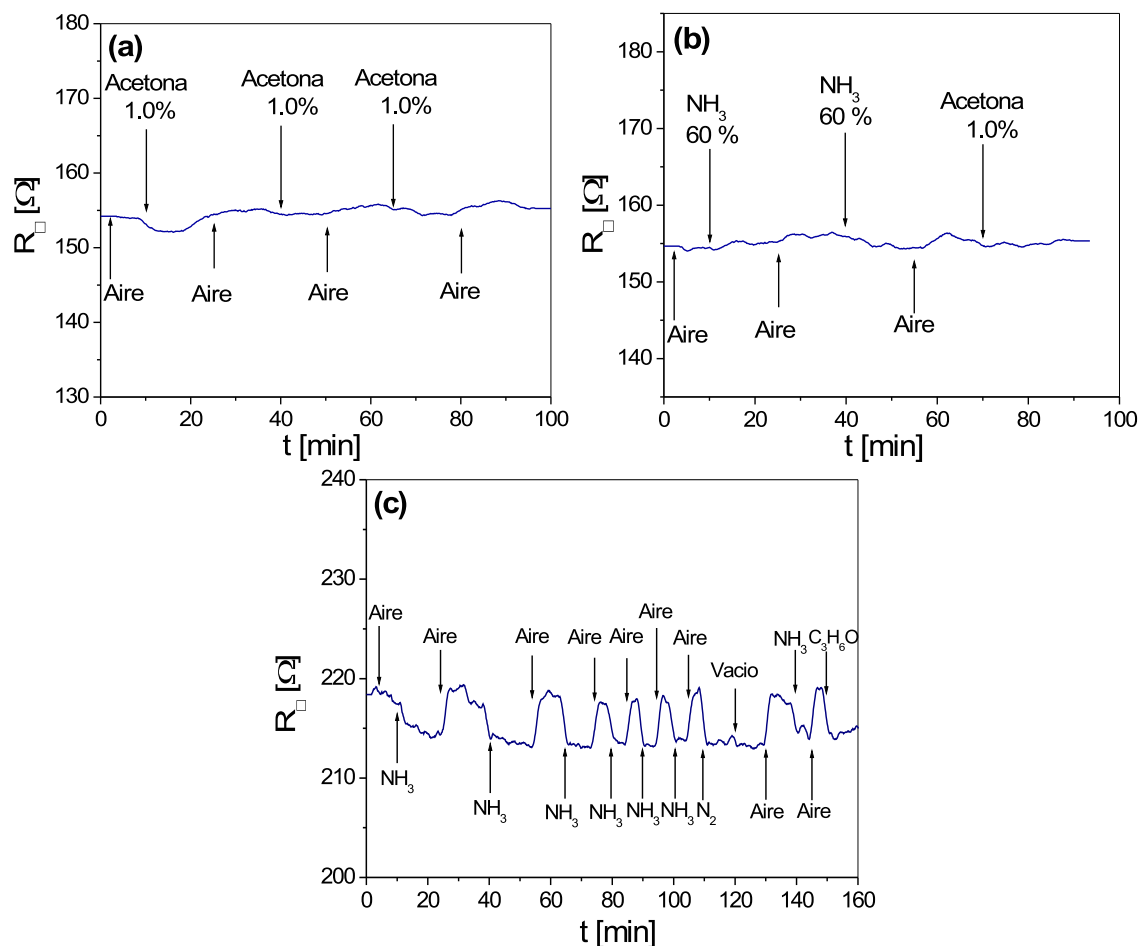 (a)
Acetona
1.0%
Acetona
1.0%
Acetona
1.0%
Aire
Aire
Aire
Aire
180
170
160
150
140
130
R□ [Ω]
0 20 40 60 80 100
t [min]
(b)
NH3
60 %
NH3
60 %
Acetona
1.0%
Aire
Aire
Aire
180
170
160
150
140
R□ [Ω]
0 20 40 60 80 100
t [min]
(c)
Aire Aire Aire Aire Aire Aire Aire Vacio NH3 C3H6O
NH3 NH3 NH3 NH3 NH3 NH3 N2 Aire Aire
240
230
220
210
200
R□ [Ω]
0 20 40 60 80 100 120 140 160
t [min]